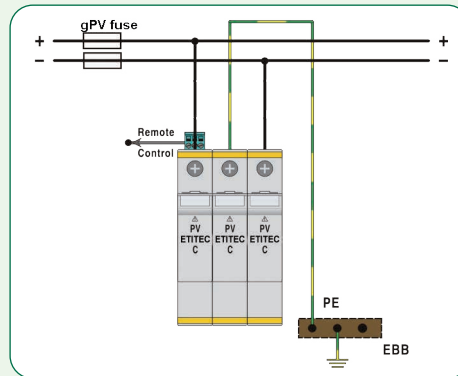 gPV fuse
+ +
− −
Remote
Control
PV PV PV
ETITEC ETITEC ETITEC
C C C
PE
EBB